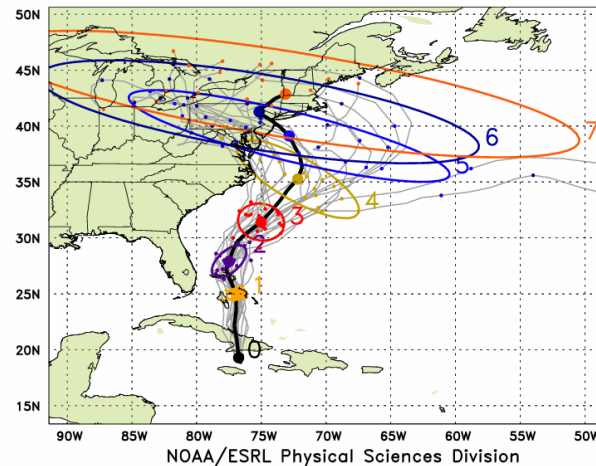 50N
45N
40N
35N
30N
25N
20N
15N
7
6
5
4
3
2
1
0
90W 85W 80W 75W 70W 65W 60W 55W 50W
NOAA/ESRL Physical Sciences Division